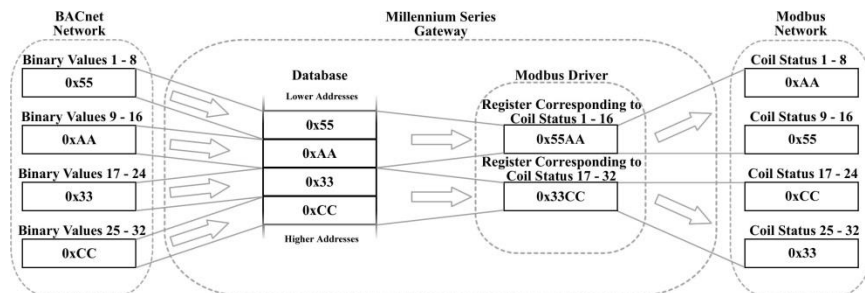 BACnet
Network
Binary Values 1 - 8
0x55
Binary Values 9 - 16
0xAA
Binary Values 17 - 24
0x33
Binary Values 25 - 32
0xCC
Millennium Series
Gateway
Database
Lower Addresses
0x55
0xAA
0x33
0xCC
Higher Addresses
Modbus Driver
Register Corresponding to
Coil Status 1 - 16
0x55AA
Register Corresponding to
Coil Status 17 - 32
0x33CC
Modbus
Network
Coil Status 1 - 8
0xAA
Coil Status 9 - 16
0x55
Coil Status 17 - 24
0xCC
Coil Status 25 - 32
0x33